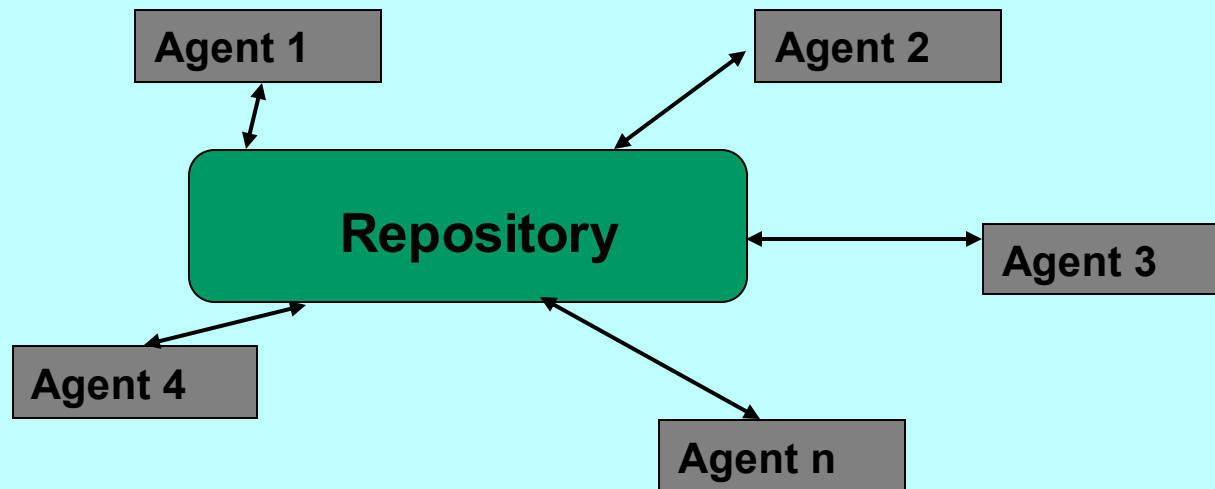 Agent 1
Agent 2
Repository
Agent 3
Agent 4
Agent n